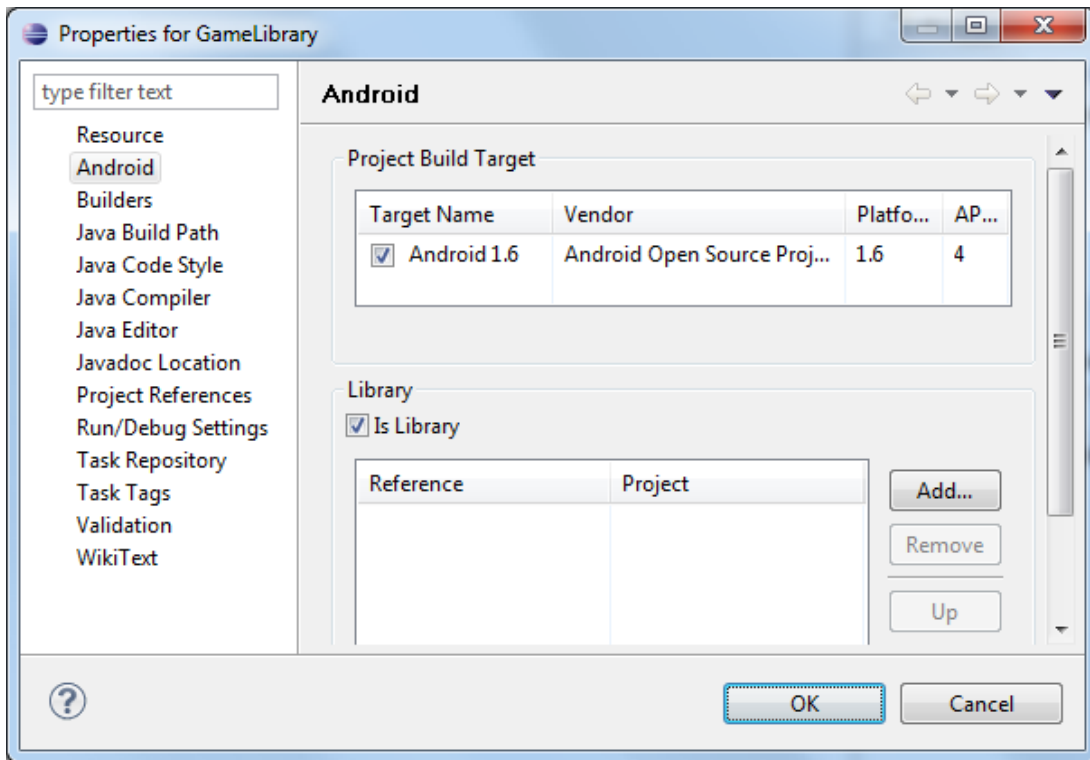 Properties for GameLibrary
type filter text
Resource
Android
Builders
Java Build Path
Java Code Style
Java Compiler
Java Editor
Javadoc Location
Project References
Run/Debug Settings
Task Repository
Task Tags
Validation
WikiText
Android
Project Build Target
Target Name Vendor Platfo... AP...
Android 1.6 Android Open Source Proj... 1.6 4
Library
Is Library
Reference Project
Add...
Remove
Up
OK Cancel